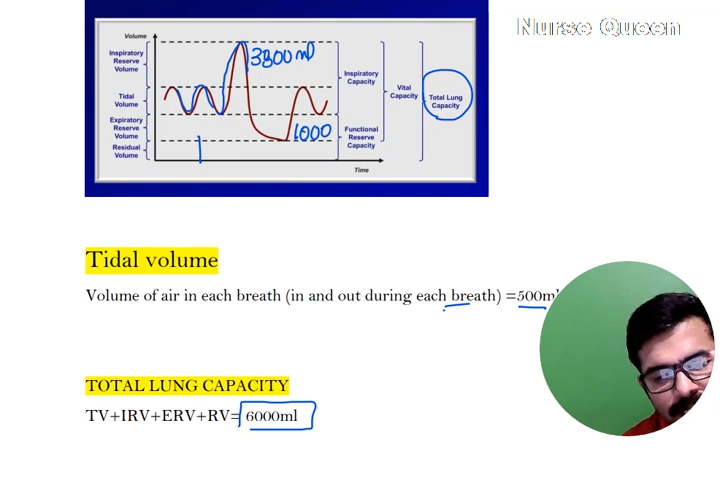 Nurse Queen
Volume
Inspiratory
Reserve
Volume
Tidal
Volume
Expiratory
Reserve
Volume
Residual
Volume
3300 ml
1000
Inspiratory
Capacity
Functional
Reserve
Capacity
Vital
Capacity
Total Lung
Capacity
Time
Tidal volume
Volume of air in each breath (in and out during each breath) =500ml
TOTAL LUNG CAPACITY
TV+IRV+ERV+RV= 6000ml